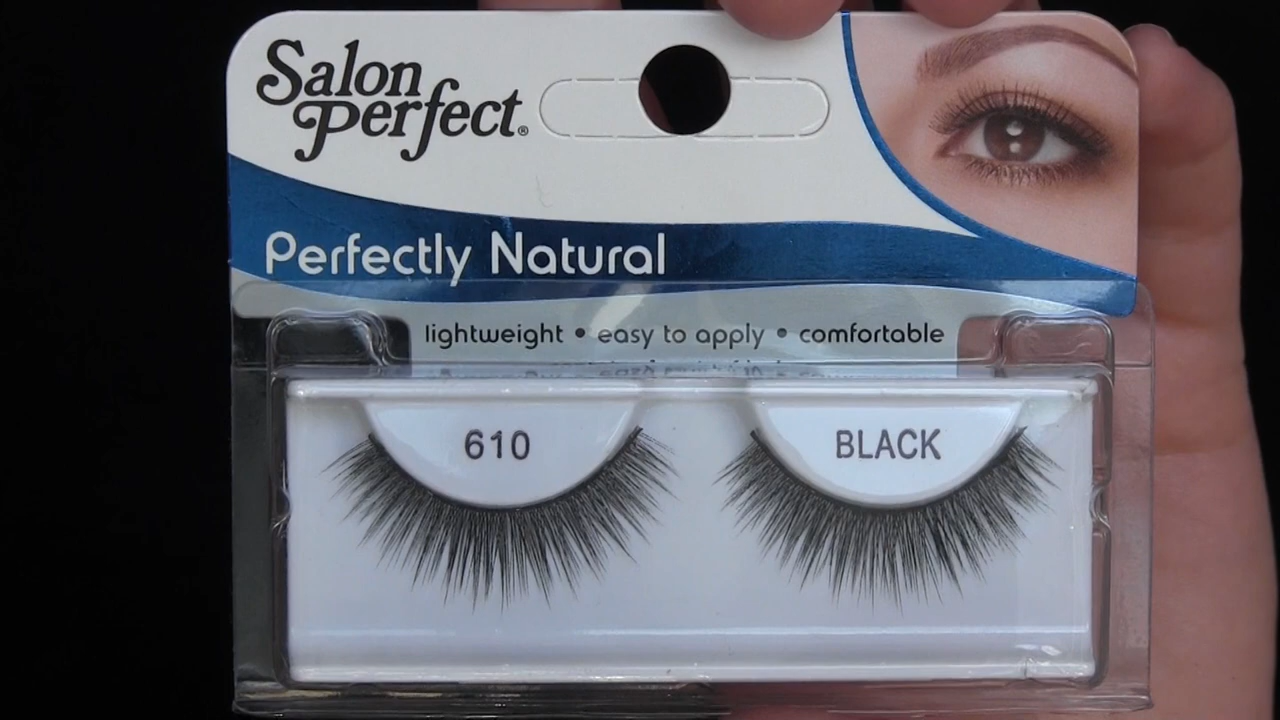 Salon
Perfect®
Perfectly Natural
lightweight • easy to apply • comfortable
610
BLACK